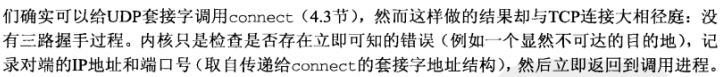 们确实可以给UDP套接字调用connect（4.3节），然而这样做的结果却与TCP连接大相径庭：没
有三路握手过程。内核只是检查是否存在立即可知的错误（例如一个显然不可达的目的地），记
录对端的IP地址和端口号（取自传递给connect的套接字地址结构），然后立即返回到调用进程。